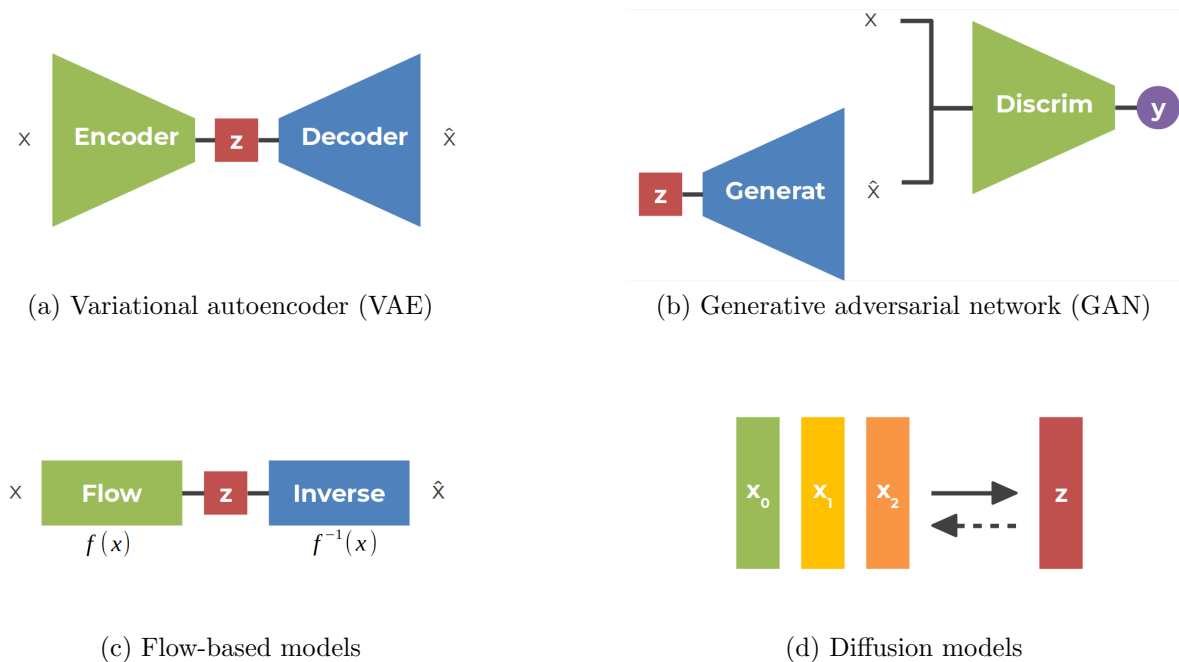 X
Encoder
z
Decoder
x̂
(a) Variational autoencoder (VAE)
X
z
Generat
x̂
Discrim
y
(b) Generative adversarial network (GAN)
X
Flow
z
Inverse
x̂
f(x)
f⁻¹(x)
(c) Flow-based models
x₀
x₁
x₂
z
(d) Diffusion models